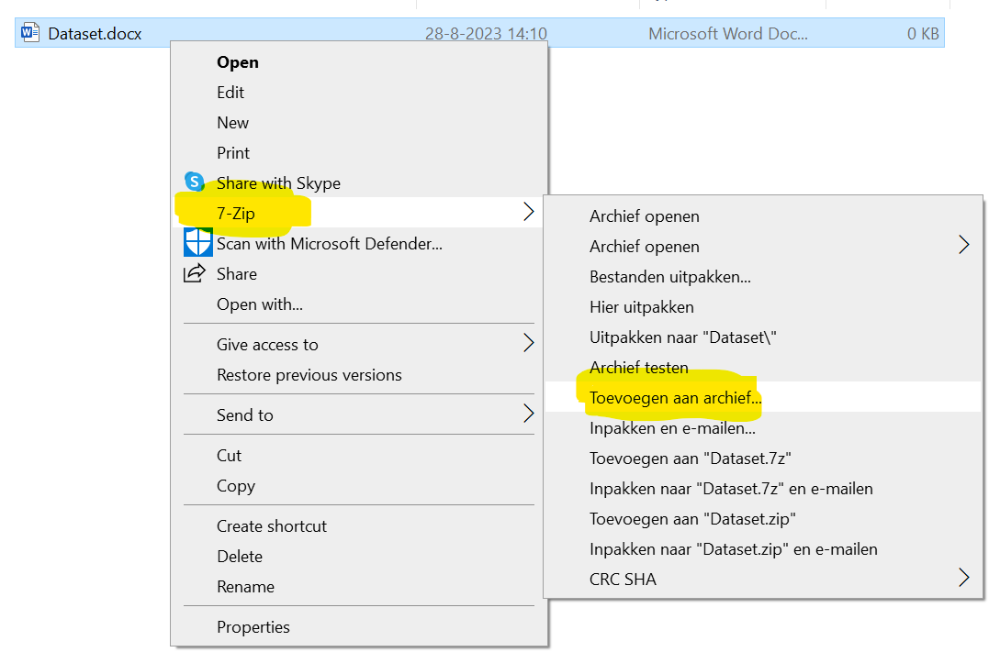 Dataset.docx 28-8-2023 14:10 Microsoft Word Doc... 0 KB
Open
Edit
New
Print
Share with Skype
7-Zip
Scan with Microsoft Defender...
Share
Open with...
Give access to
Restore previous versions
Send to
Cut
Copy
Create shortcut
Delete
Rename
Properties
Archief openen
Archief openen
Bestanden uitpakken...
Hier uitpakken
Uitpakken naar "Dataset\"
Archief testen
Toevoegen aan archief...
Inpakken en e-mailen...
Toevoegen aan "Dataset.7z"
Inpakken naar "Dataset.7z" en e-mailen
Toevoegen aan "Dataset.zip"
Inpakken naar "Dataset.zip" en e-mailen
CRC SHA